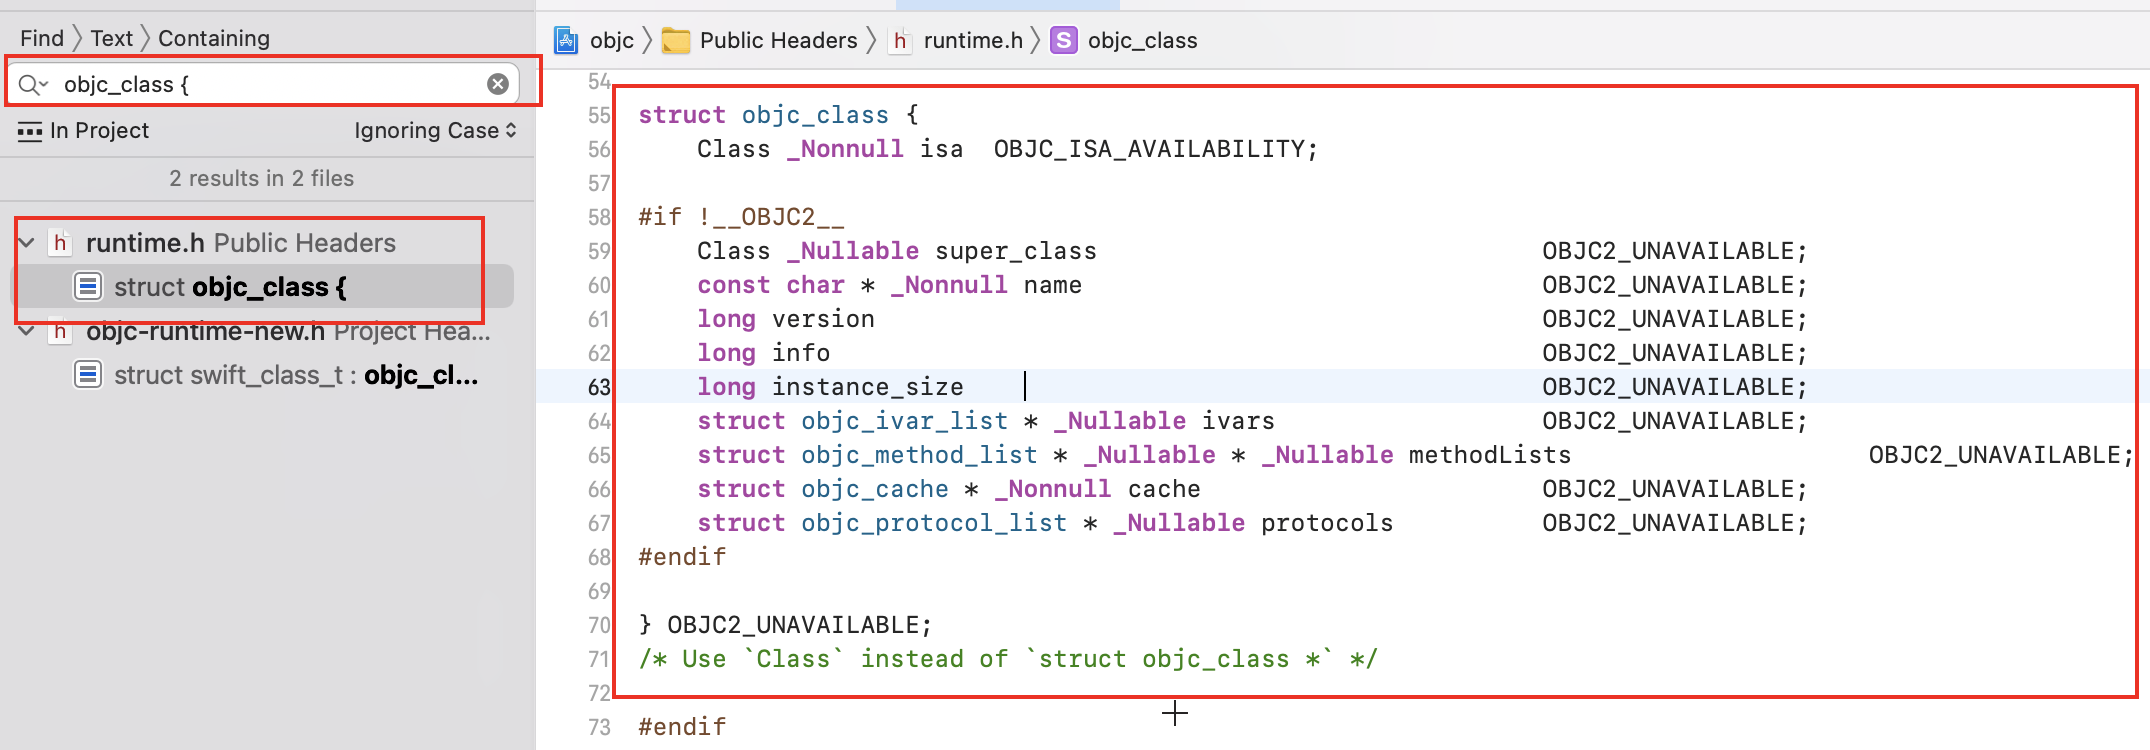 Find 〉Text 〉Containing
objc_class {
In Project Ignoring Case
2 results in 2 files
runtime.h Public Headers
struct objc_class {
objc-runtime-new.h Project Hea...
struct swift_class_t : objc_cl...
objc 〉 Public Headers 〉 h runtime.h 〉 S objc_class
54
55 struct objc_class {
56     Class _Nonnull isa  OBJC_ISA_AVAILABILITY;
57
58 #if !__OBJC2__
59     Class _Nullable super_class                              OBJC2_UNAVAILABLE;
60     const char * _Nonnull name                               OBJC2_UNAVAILABLE;
61     long version                                             OBJC2_UNAVAILABLE;
62     long info                                                OBJC2_UNAVAILABLE;
63     long instance_size                                       OBJC2_UNAVAILABLE;
64     struct objc_ivar_list * _Nullable ivars                  OBJC2_UNAVAILABLE;
65     struct objc_method_list * _Nullable * _Nullable methodLists                    OBJC2_UNAVAILABLE;
66     struct objc_cache * _Nonnull cache                       OBJC2_UNAVAILABLE;
67     struct objc_protocol_list * _Nullable protocols          OBJC2_UNAVAILABLE;
68 #endif
69
70 } OBJC2_UNAVAILABLE;
71 /* Use `Class` instead of `struct objc_class *` */
72
73 #endif